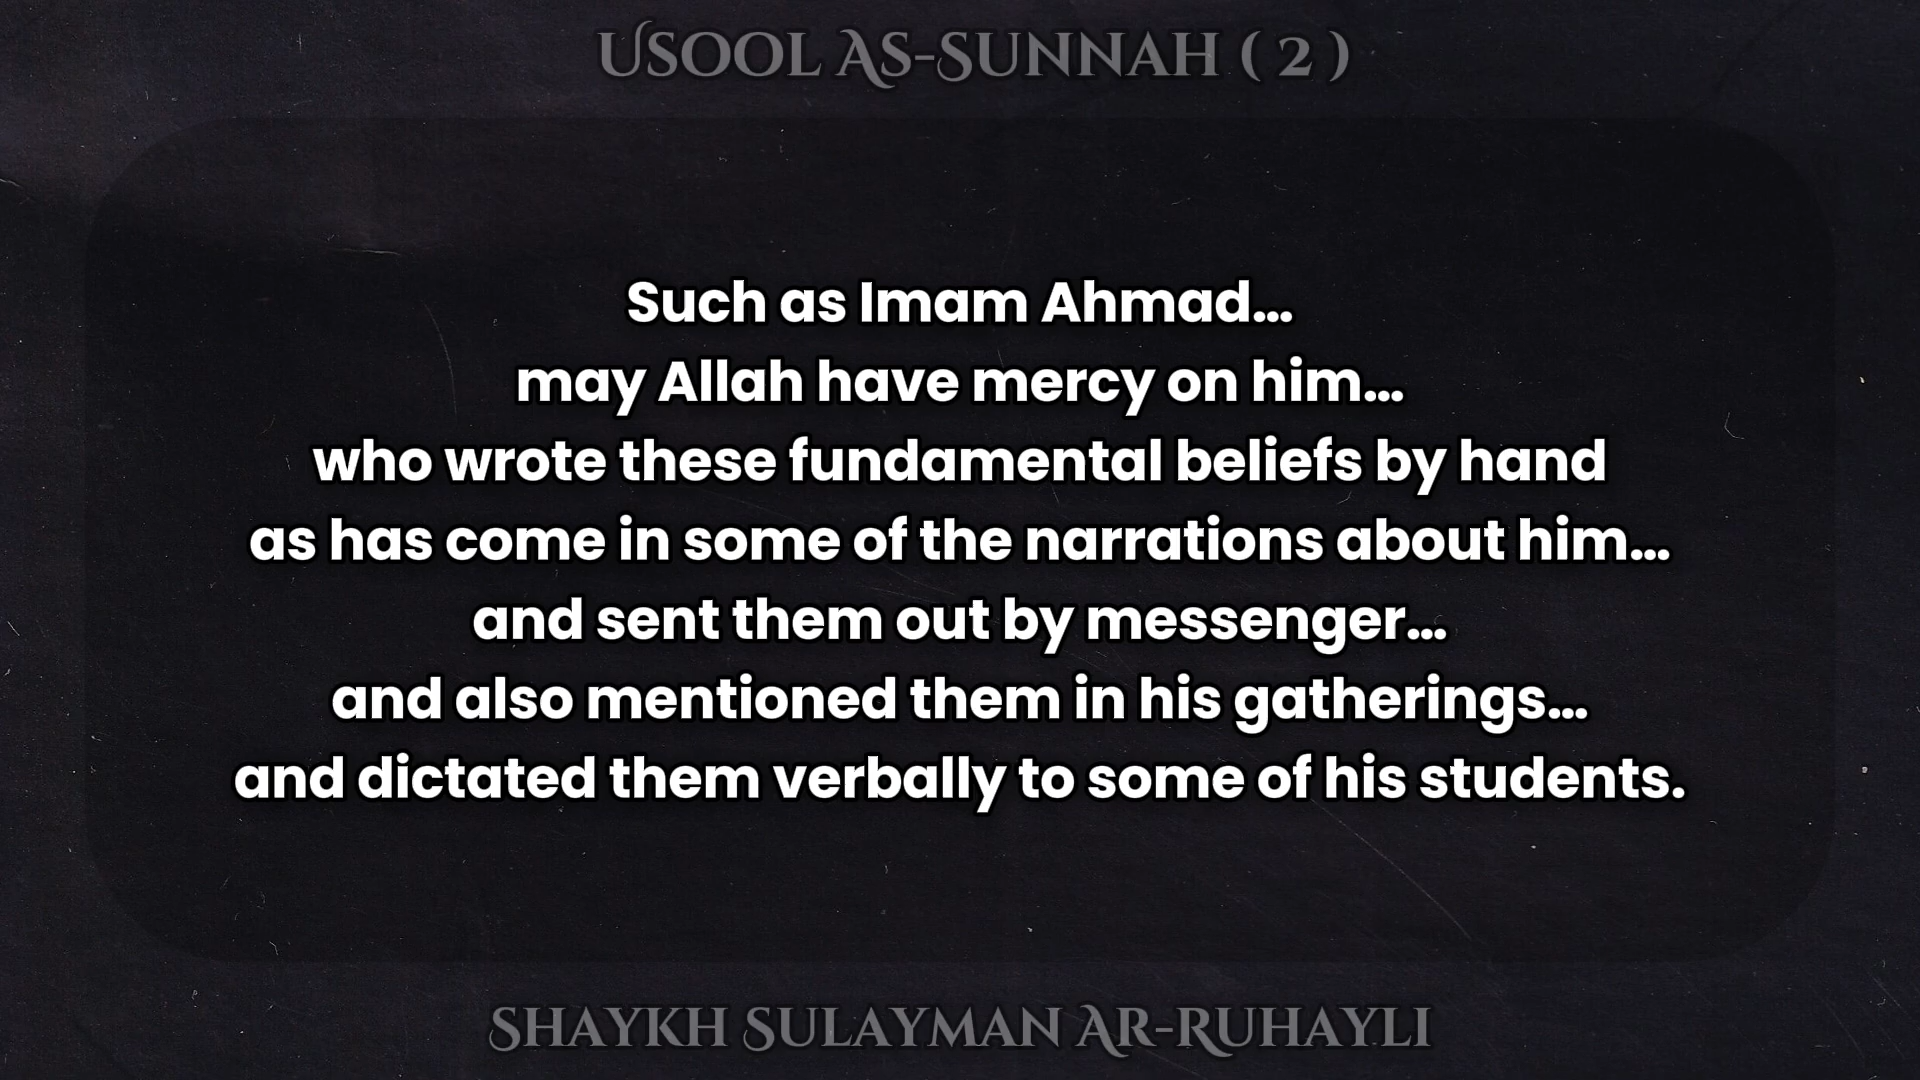 Usool As-Sunnah ( 2 )
Such as Imam Ahmad...
may Allah have mercy on him...
who wrote these fundamental beliefs by hand
as has come in some of the narrations about him...
and sent them out by messenger...
and also mentioned them in his gatherings...
and dictated them verbally to some of his students.
Shaykh Sulayman Ar-Ruhayli